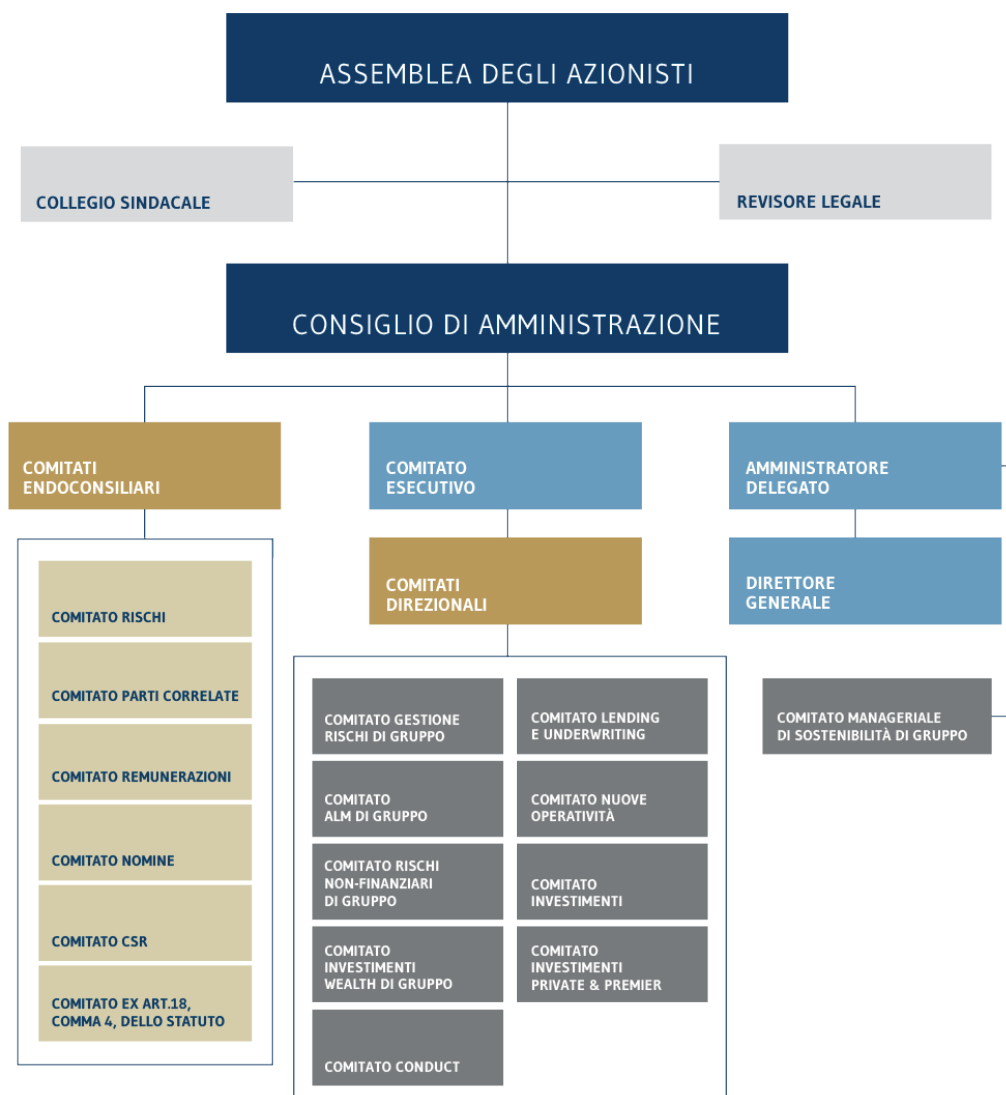 ASSEMBLEA DEGLI AZIONISTI
COLLEGIO SINDACALE
REVISORE LEGALE
CONSIGLIO DI AMMINISTRAZIONE
COMITATI
ENDOCONSILIARI
COMITATO
ESECUTIVO
AMMINISTRATORE
DELEGATO
COMITATI
DIREZIONALI
DIRETTORE
GENERALE
COMITATO RISCHI
COMITATO PARTI CORRELATE
COMITATO REMUNERAZIONI
COMITATO NOMINE
COMITATO CSR
COMITATO EX ART.18,
COMMA 4, DELLO STATUTO
COMITATO GESTIONE
RISCHI DI GRUPPO
COMITATO LENDING
E UNDERWRITING
COMITATO
ALM DI GRUPPO
COMITATO NUOVE
OPERATIVITÀ
COMITATO RISCHI
NON-FINANZIARI
DI GRUPPO
COMITATO
INVESTIMENTI
COMITATO
INVESTIMENTI
WEALTH DI GRUPPO
COMITATO
INVESTIMENTI
PRIVATE & PREMIER
COMITATO CONDUCT
COMITATO MANAGERIALE
DI SOSTENIBILITÀ DI GRUPPO